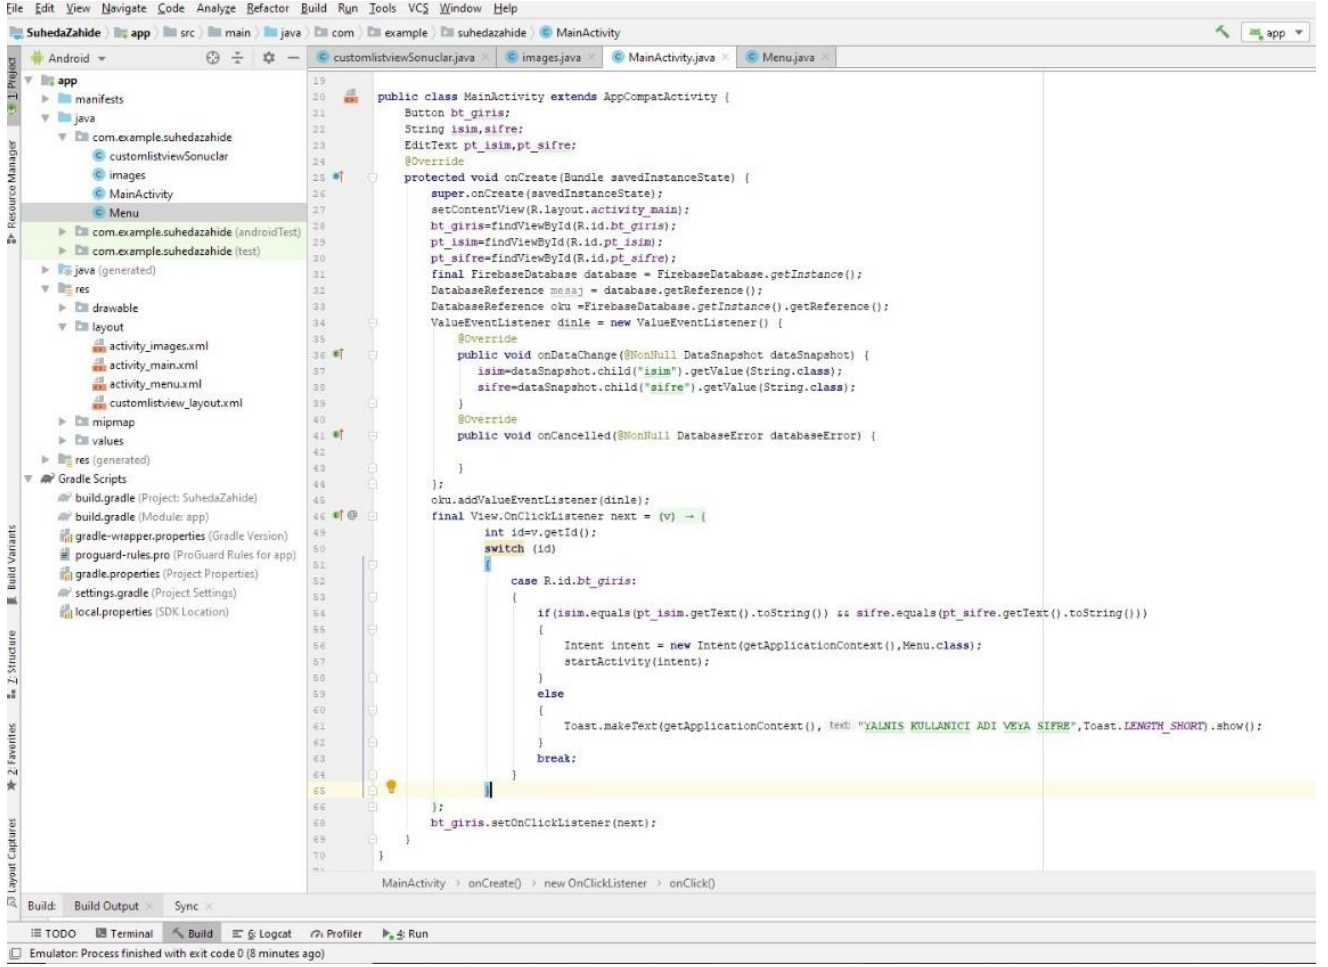 File Edit View Navigate Code Analyze Refactor Build Run Tools VCS Window Help
SuhedaZahide app src main java com example suhedazahide MainActivity app
1: Project
Resource Manager
Build Variants
Z: Structure
2: Favorites
Layout Captures
Android
app
manifests
java
com.example.suhedazahide
customlistviewSonuclar
images
MainActivity
Menu
com.example.suhedazahide (androidTest)
com.example.suhedazahide (test)
java (generated)
res
drawable
layout
activity_images.xml
activity_main.xml
activity_menu.xml
customlistview_layout.xml
mipmap
values
res (generated)
Gradle Scripts
build.gradle (Project: SuhedaZahide)
build.gradle (Module: app)
gradle-wrapper.properties (Gradle Version)
proguard-rules.pro (ProGuard Rules for app)
gradle.properties (Project Properties)
settings.gradle (Project Settings)
local.properties (SDK Location)
customlistviewSonuclar.java images.java MainActivity.java Menu.java
19
20 public class MainActivity extends AppCompatActivity {
21 Button bt_giris;
22 String isim,sifre;
23 EditText pt_isim,pt_sifre;
24 @Override
25 protected void onCreate(Bundle savedInstanceState) {
26 super.onCreate(savedInstanceState);
27 setContentView(R.layout.activity_main);
28 bt_giris=findViewById(R.id.bt_giris);
29 pt_isim=findViewById(R.id.pt_isim);
30 pt_sifre=findViewById(R.id.pt_sifre);
31 final FirebaseDatabase database = FirebaseDatabase.getInstance();
32 DatabaseReference mesaj = database.getReference();
33 DatabaseReference oku =FirebaseDatabase.getInstance().getReference();
34 ValueEventListener dinle = new ValueEventListener() {
35 @Override
36 public void onDataChange(@NonNull DataSnapshot dataSnapshot) {
37 isim=dataSnapshot.child("isim").getValue(String.class);
38 sifre=dataSnapshot.child("sifre").getValue(String.class);
39 }
40 @Override
41 public void onCancelled(@NonNull DatabaseError databaseError) {
42
43 }
44 };
45 oku.addValueEventListener(dinle);
46 final View.OnClickListener next = (v) → {
49 int id=v.getId();
50 switch (id)
51 {
52 case R.id.bt_giris:
53 {
54 if(isim.equals(pt_isim.getText().toString()) && sifre.equals(pt_sifre.getText().toString()))
55 {
56 Intent intent = new Intent(getApplicationContext(),Menu.class);
57 startActivity(intent);
58 }
59 else
60 {
61 Toast.makeText(getApplicationContext(), text: "YALNIS KULLANICI ADI VEYA SIFRE",Toast.LENGTH_SHORT).show();
62 }
63 break;
64 }
65 }
66 };
68 bt_giris.setOnClickListener(next);
69 }
70 }
MainActivity > onCreate() > new OnClickListener > onClick()
Build: Build Output Sync
TODO Terminal Build 6: Logcat Profiler 4: Run
Emulator: Process finished with exit code 0 (8 minutes ago)